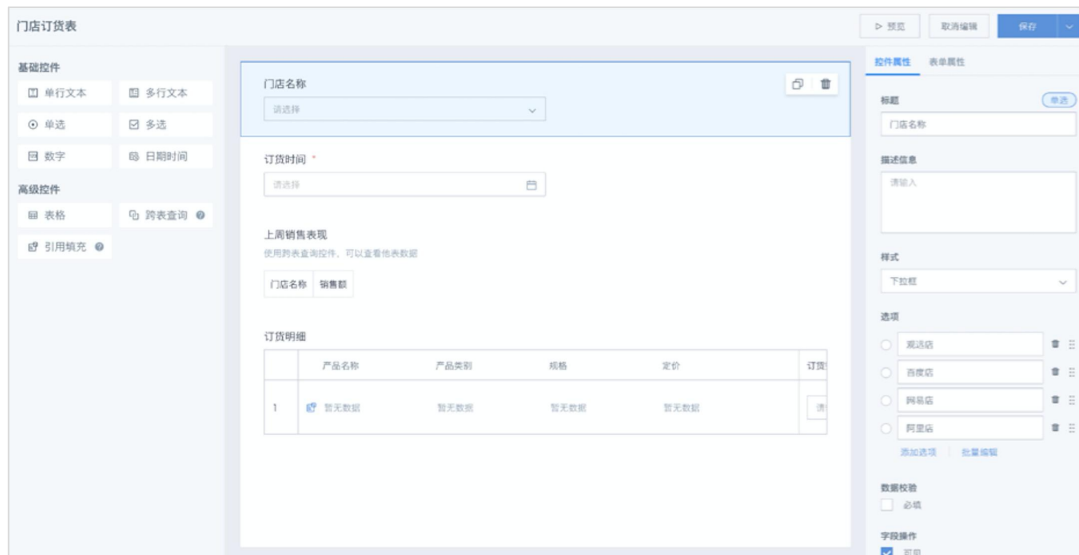 门店订货表
预览
取消编辑
保存
基础控件
单行文本
多行文本
单选
多选
数字
日期时间
高级控件
表格
跨表查询
引用填充
门店名称
请选择
订货时间 *
请选择
上周销售表现
使用跨表查询控件，可以查看他表数据
门店名称 销售额
订货明细
产品名称 产品类别 规格 定价 订货
1 暂无数据 暂无数据 暂无数据 暂无数据 请
控件属性 表单属性
标题 单选
门店名称
描述信息
请输入
样式
下拉框
选项
观远店
百度店
网易店
阿里店
添加选项 批量编辑
数据校验
必填
字段操作
可见